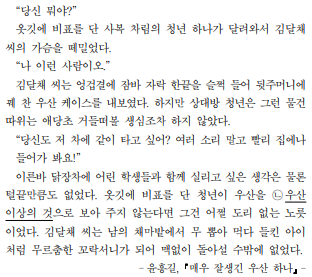 “당신 뭐야?”
옷깃에 비표를 단 사복 차림의 청년 하나가 달려와서 김달채
씨의 가슴을 떼밀었다.
“나 이런 사람이오.”
김달채 씨는 엉겁결에 잠바 자락 한끝을 슬쩍 들어 뒷주머니에
꿰 찬 우산 케이스를 내보였다. 하지만 상대방 청년은 그런 물건
따위는 애당초 거들떠볼 생심조차 하지 않았다.
“당신도 저 차에 같이 타고 싶어? 여러 소리 말고 빨리 집에나
들어가 봐요!”
이른바 닭장차에 어린 학생들과 함께 실리고 싶은 생각은 물론
털끝만큼도 없었다. 옷깃에 비표를 단 청년이 우산을 ㉡우산
이상의 것으로 보아 주지 않는다면 그건 어쩔 도리 없는 노릇
이었다. 김달채 씨는 남의 채마밭에서 무 뽑아 먹다 들킨 아이
처럼 무르춤한 꼬락서니가 되어 맥없이 돌아설 수밖에 없었다.
- 윤흥길, 『매우 잘생긴 우산 하나』 -